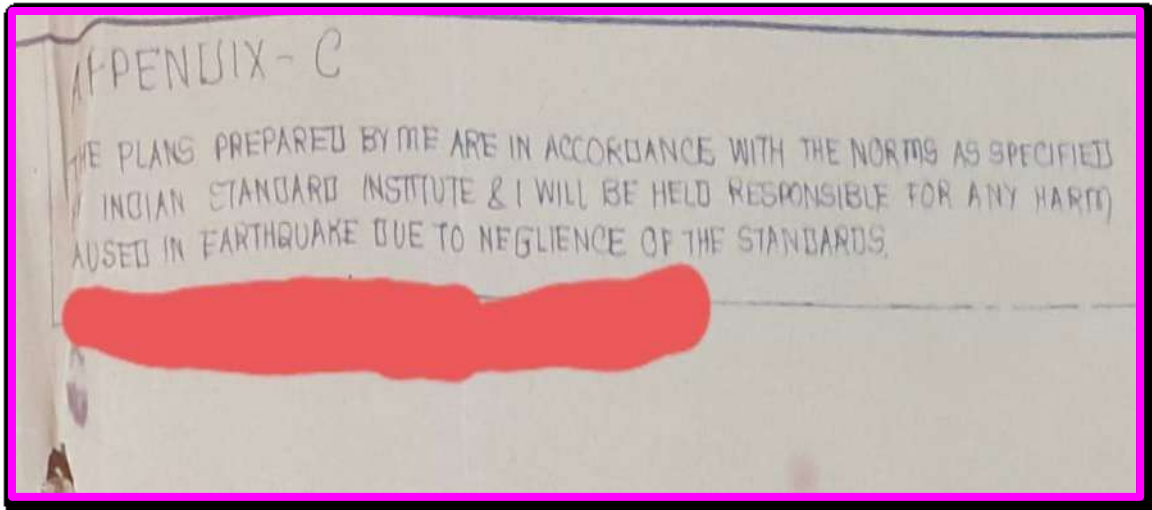 APPENDIX - C
THE PLANS PREPARED BY ME ARE IN ACCORDANCE WITH THE NORMS AS SPECIFIED
INDIAN STANDARD INSTITUTE & I WILL BE HELD RESPONSIBLE FOR ANY HARM
AUSED IN EARTHQUAKE DUE TO NEGLIENCE OF THE STANDARDS.